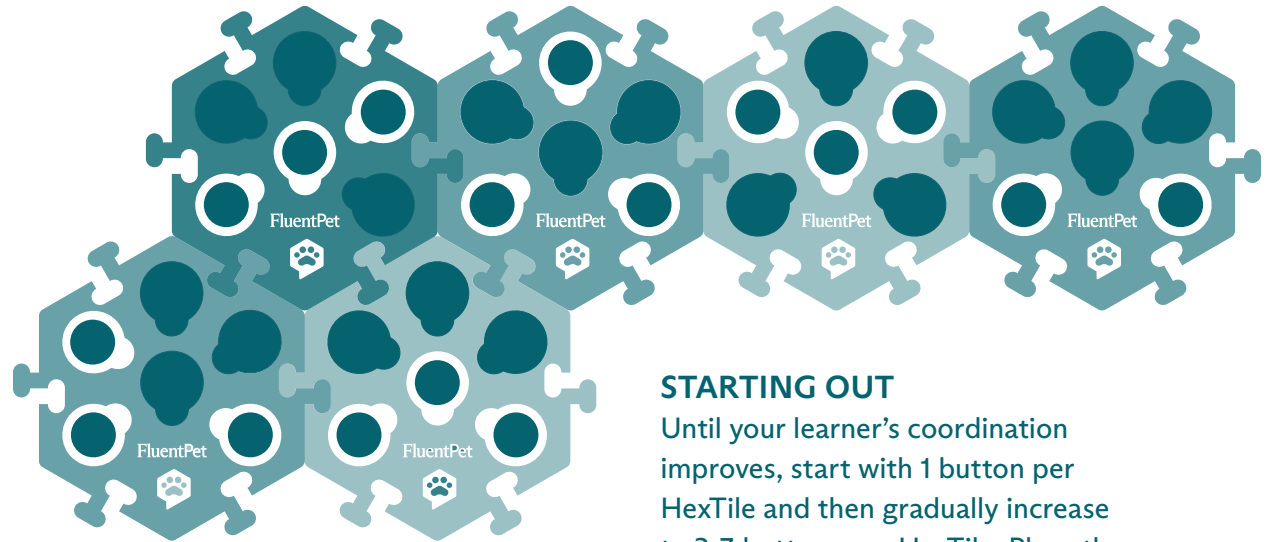 FluentPet
FluentPet
FluentPet
FluentPet
FluentPet
FluentPet
STARTING OUT
Until your learner’s coordination
improves, start with 1 button per
HexTile and then gradually increase